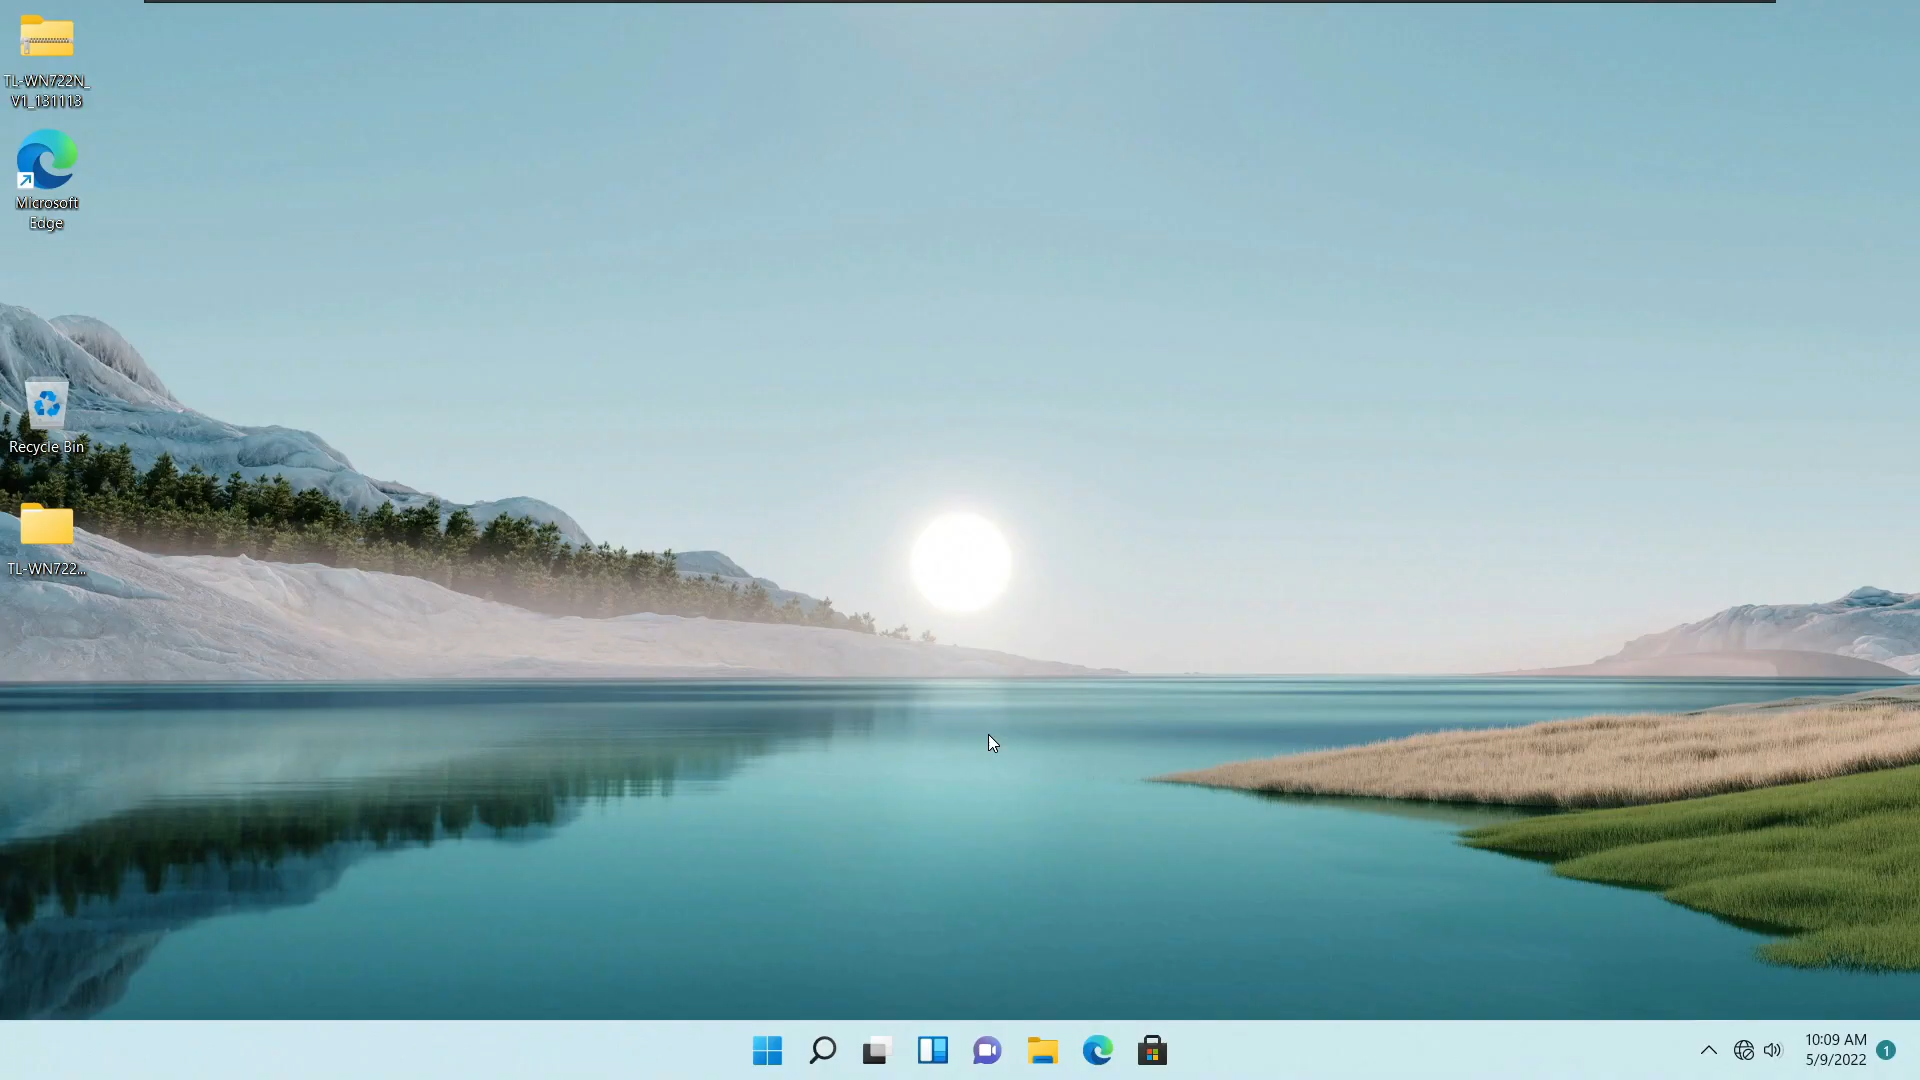 TL-WN722N_
V1_131113
Microsoft
Edge
Recycle Bin
TL-WN722...
10:09 AM
5/9/2022
1